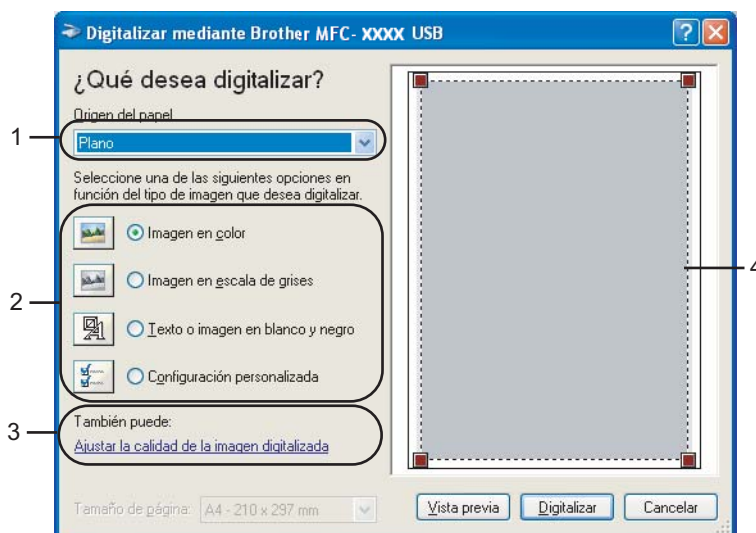 Digitalizar mediante Brother MFC- XXXX USB
¿Qué desea digitalizar?
Origen del papel
1
Plano
Seleccione una de las siguientes opciones en
función del tipo de imagen que desea digitalizar.
Imagen en color
Imagen en escala de grises
2
Texto o imagen en blanco y negro
Configuración personalizada
3
También puede:
Ajustar la calidad de la imagen digitalizada
Tamaño de página: A4 - 210 x 297 mm
4
Vista previa Digitalizar Cancelar